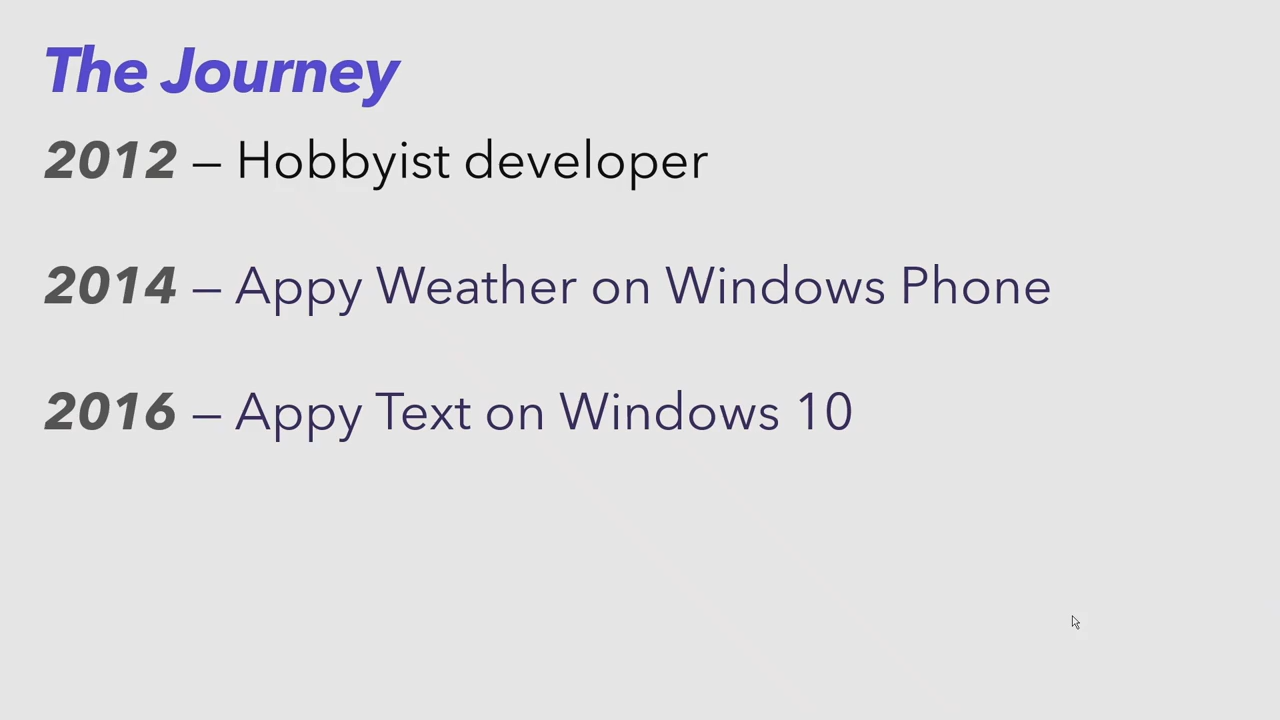 The Journey
2012 – Hobbyist developer
2014 – Appy Weather on Windows Phone
2016 – Appy Text on Windows 10